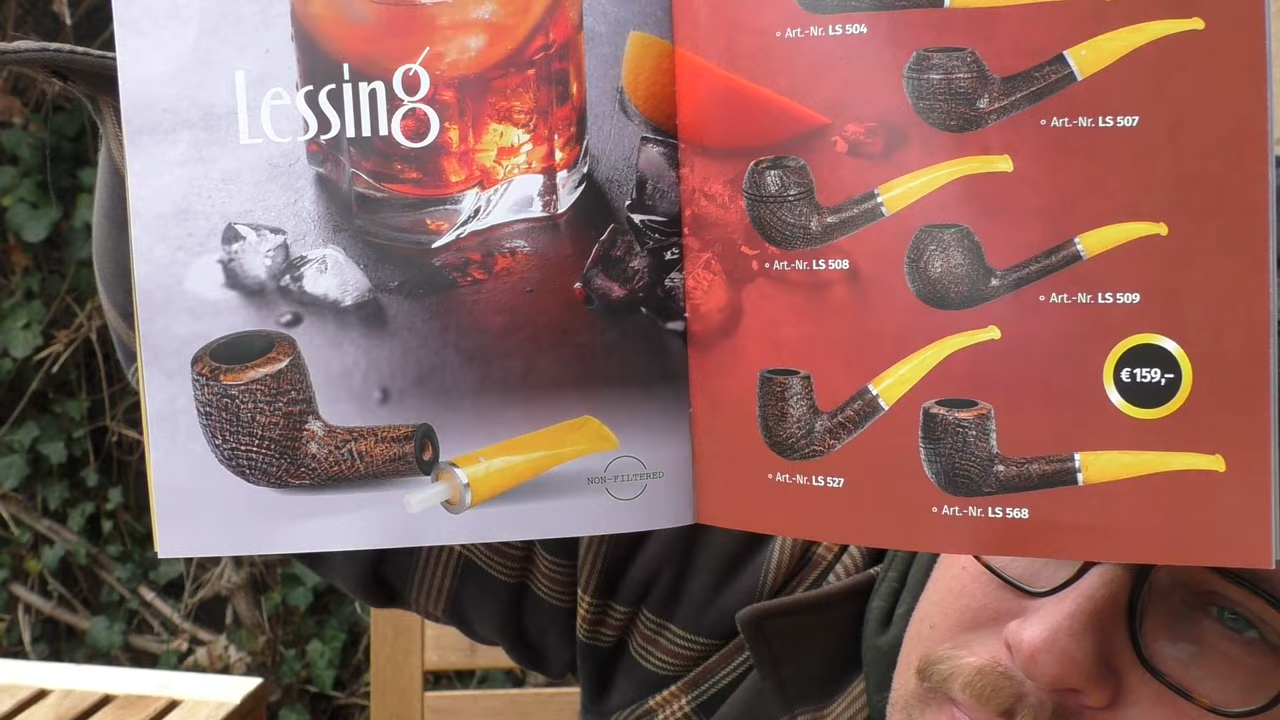 Lessing
NON-FILTERED
Art.-Nr. LS 504
Art.-Nr. LS 507
Art.-Nr. LS 508
Art.-Nr. LS 509
€ 159,–
Art.-Nr. LS 527
Art.-Nr. LS 568